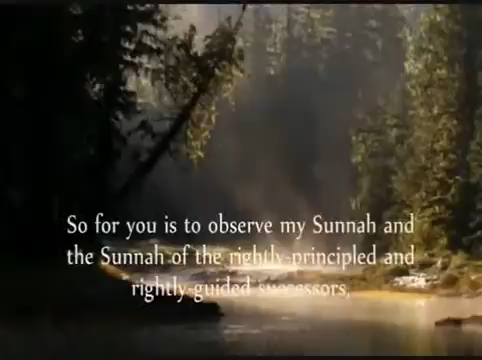 So for you is to observe my Sunnah and
the Sunnah of the rightly-principled and
rightly-guided successors,